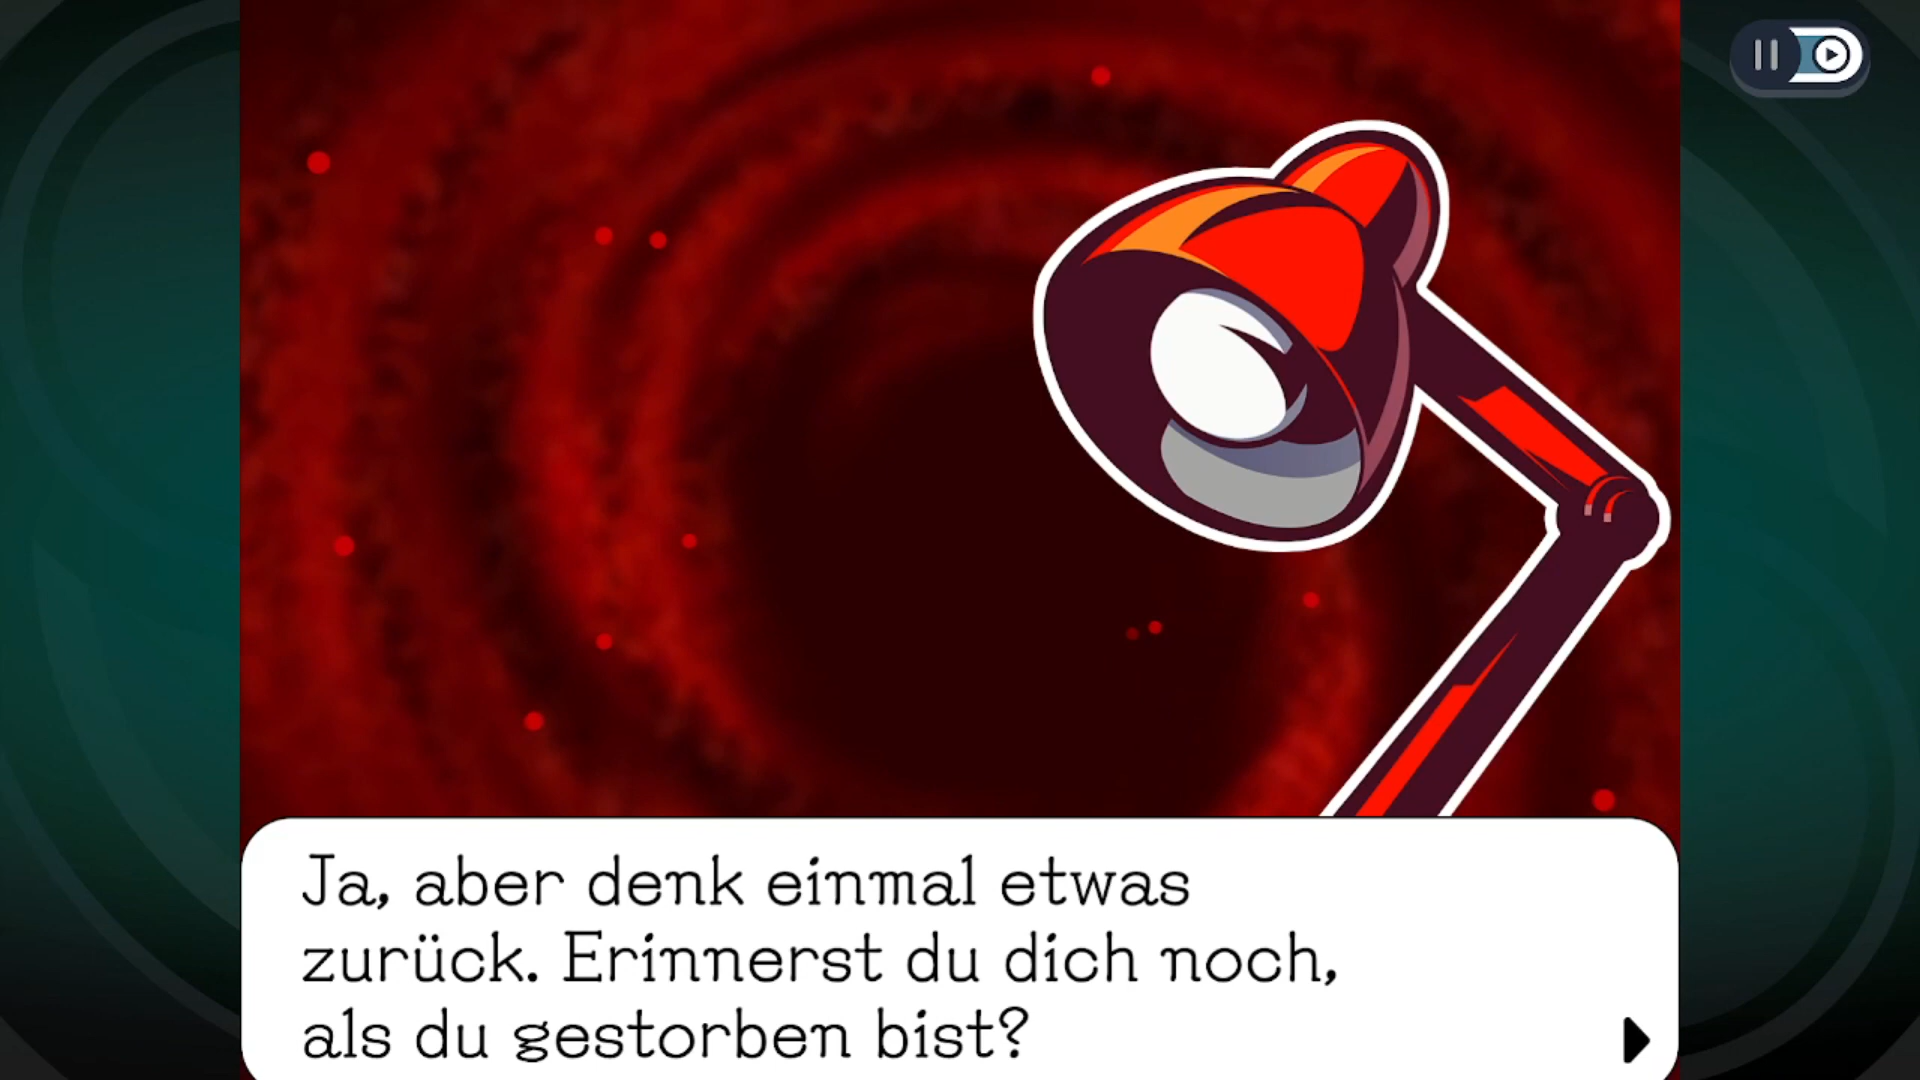 Ja, aber denk einmal etwas
zurück. Erinnerst du dich noch,
als du gestorben bist?